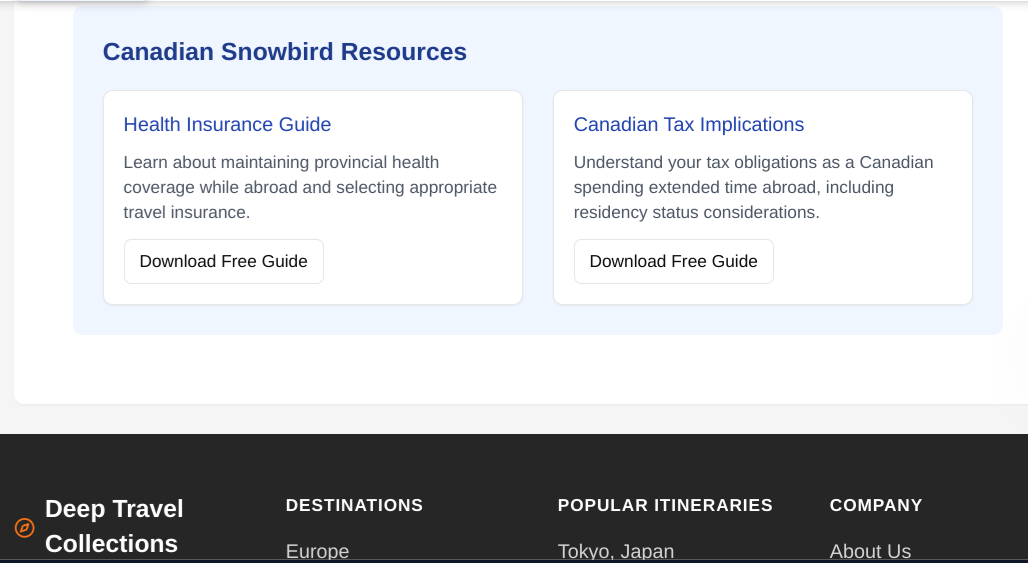 Canadian Snowbird Resources
Health Insurance Guide
Learn about maintaining provincial health
coverage while abroad and selecting appropriate
travel insurance.
Download Free Guide
Canadian Tax Implications
Understand your tax obligations as a Canadian
spending extended time abroad, including
residency status considerations.
Download Free Guide
Deep Travel
Collections
DESTINATIONS
Europe
POPULAR ITINERARIES
Tokyo, Japan
COMPANY
About Us